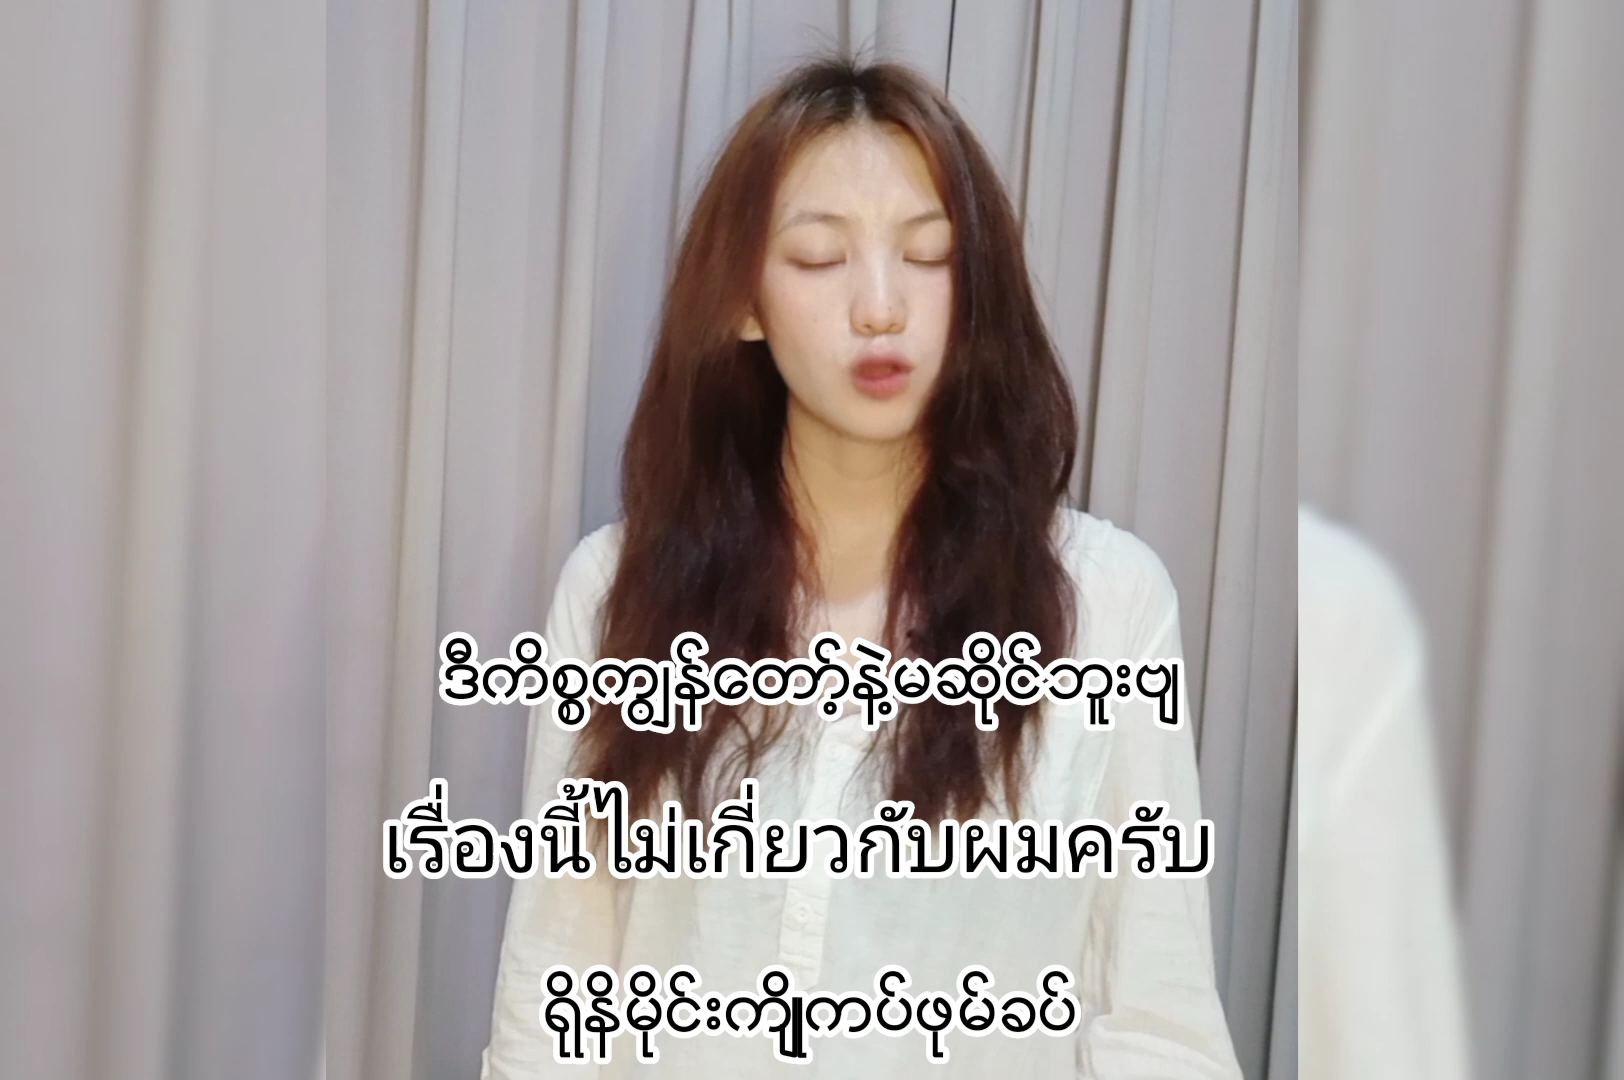 ဒီကိစ္စကျွန်တော့်နဲ့မဆိုင်ဘူးဗျ
เรื่องนี้ไม่เกี่ยวกับผมครับ
ရှိုနိမိုင်းကျိုကပ်ဖုမ်ခပ်